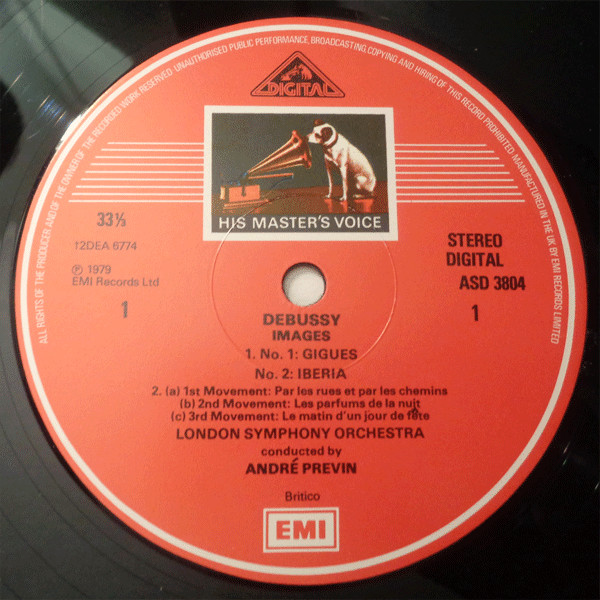 ALL RIGHTS OF THE PRODUCER AND OF THE OWNER OF THE RECORDED WORK RESERVED. UNAUTHORISED PUBLIC PERFORMANCE, BROADCASTING, COPYING AND HIRING OF THIS RECORD PROHIBITED. MANUFACTURED IN THE UK BY EMI RECORDS LIMITED
DIGITAL
HIS MASTER'S VOICE
33⅓
12DEA 6774
℗ 1979
EMI Records Ltd
1
STEREO
DIGITAL
ASD 3804
1
DEBUSSY
IMAGES
1. No. 1: GIGUES
No. 2: IBERIA
2. (a) 1st Movement: Par les rues et par les chemins
(b) 2nd Movement: Les parfums de la nuit
(c) 3rd Movement: Le matin d'un jour de fête
LONDON SYMPHONY ORCHESTRA
conducted by
ANDRÉ PREVIN
Britico
EMI